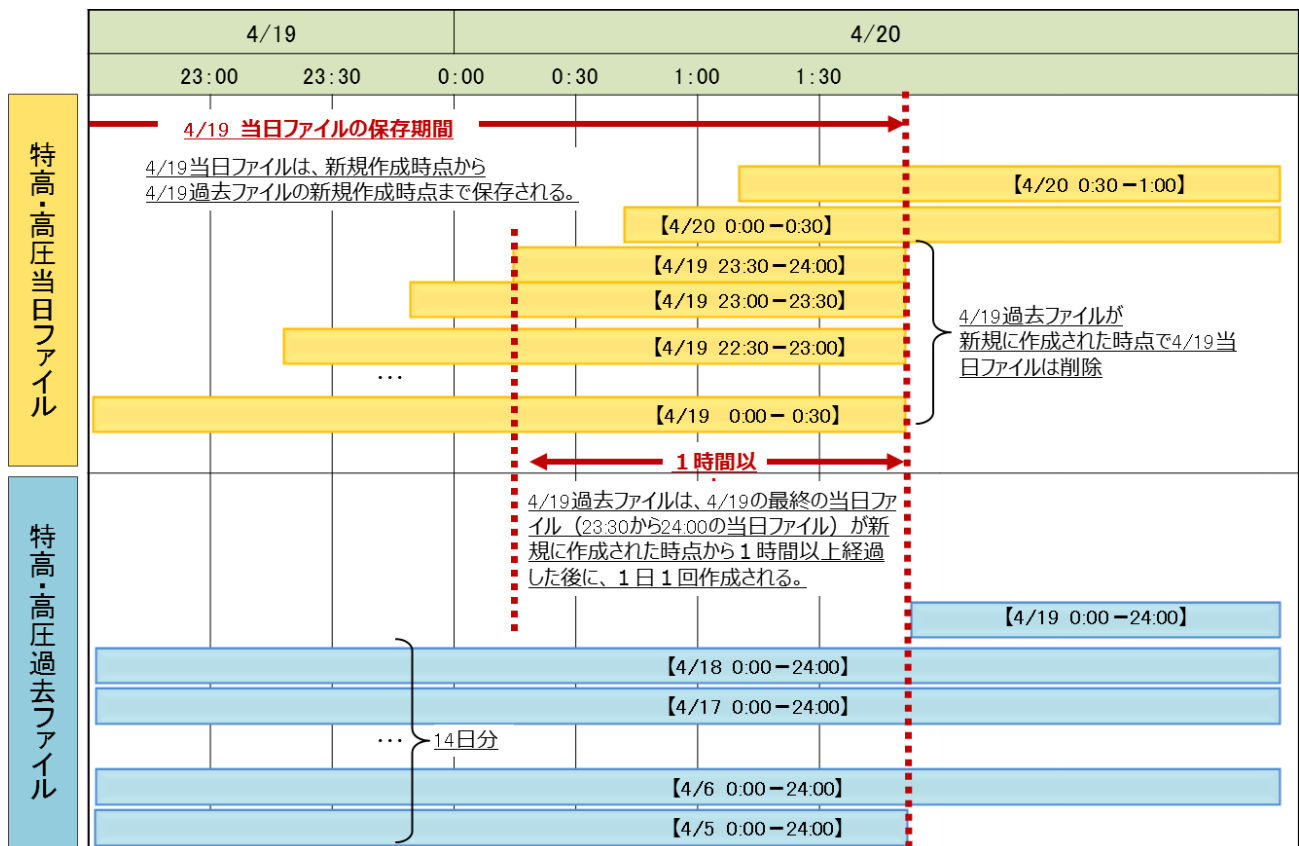 4/19
4/20
23:00
23:30
0:00
0:30
1:00
1:30
特高・高圧当日ファイル
4/19 当日ファイルの保存期間
4/19当日ファイルは、新規作成時点から
4/19過去ファイルの新規作成時点まで保存される。
【4/20 0:30－1:00】
【4/20 0:00－0:30】
【4/19 23:30－24:00】
【4/19 23:00－23:30】
【4/19 22:30－23:00】
…
【4/19 0:00－0:30】
4/19過去ファイルが
新規に作成された時点で4/19当
日ファイルは削除
１時間以
特高・高圧過去ファイル
4/19過去ファイルは、4/19の最終の当日ファ
イル（23:30から24:00の当日ファイル）が新
規に作成された時点から１時間以上経過
した後に、１日１回作成される。
【4/19 0:00－24:00】
【4/18 0:00－24:00】
【4/17 0:00－24:00】
…
14日分
【4/6 0:00－24:00】
【4/5 0:00－24:00】